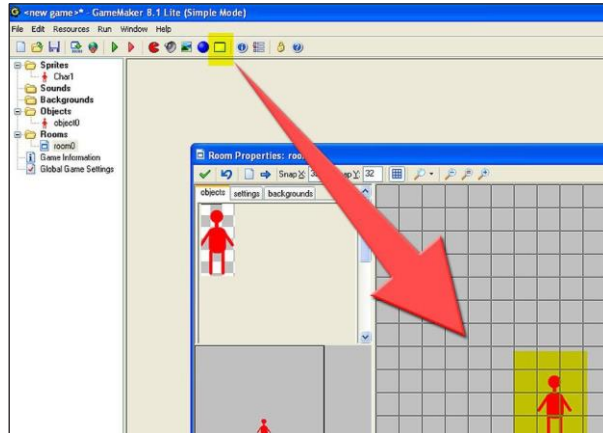 <new game>* - GameMaker 8.1 Lite (Simple Mode)
File Edit Resources Run Window Help
Sprites
Char1
Sounds
Backgrounds
Objects
object0
Rooms
room0
Game Information
Global Game Settings
Room Properties:
Snap X: Y: 32
objects settings backgrounds